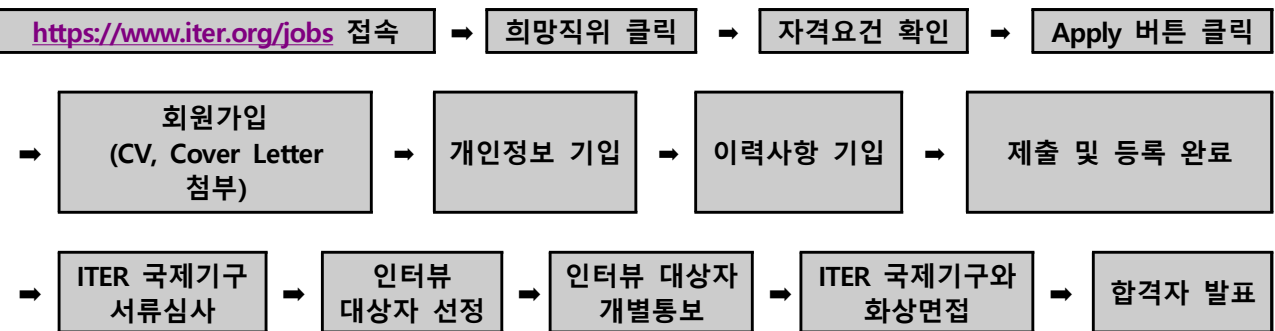 https://www.iter.org/jobs 접속 ➡ 희망직위 클릭 ➡ 자격요건 확인 ➡ Apply 버튼 클릭
➡ 회원가입
(CV, Cover Letter
첨부) ➡ 개인정보 기입 ➡ 이력사항 기입 ➡ 제출 및 등록 완료
➡ ITER 국제기구
서류심사 ➡ 인터뷰
대상자 선정 ➡ 인터뷰 대상자
개별통보 ➡ ITER 국제기구와
화상면접 ➡ 합격자 발표